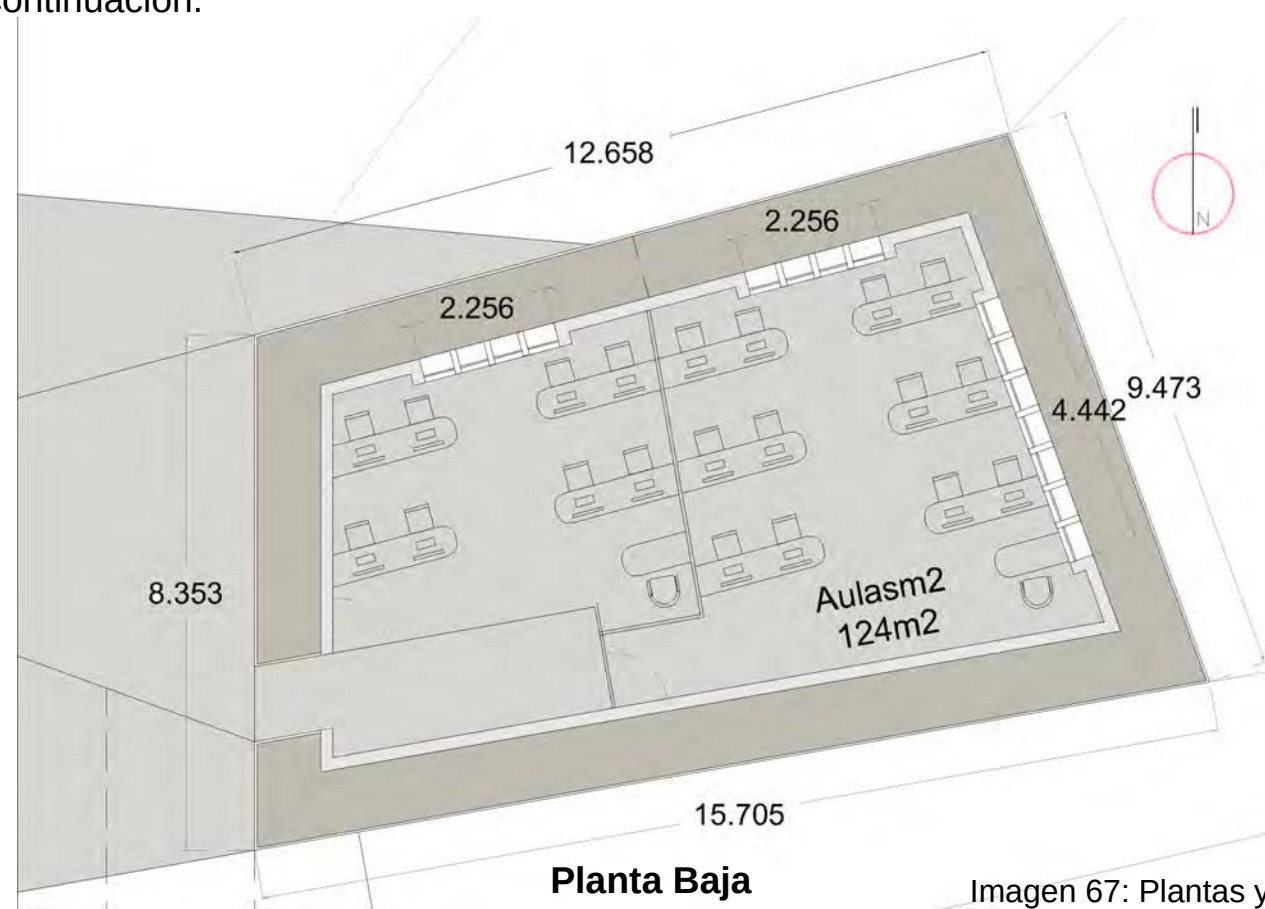 continuación.
12.658
2.256
N
2.256
9.473
4.442
8.353
Aulasm2
124m2
15.705
Planta Baja
Imagen 67: Plantas y